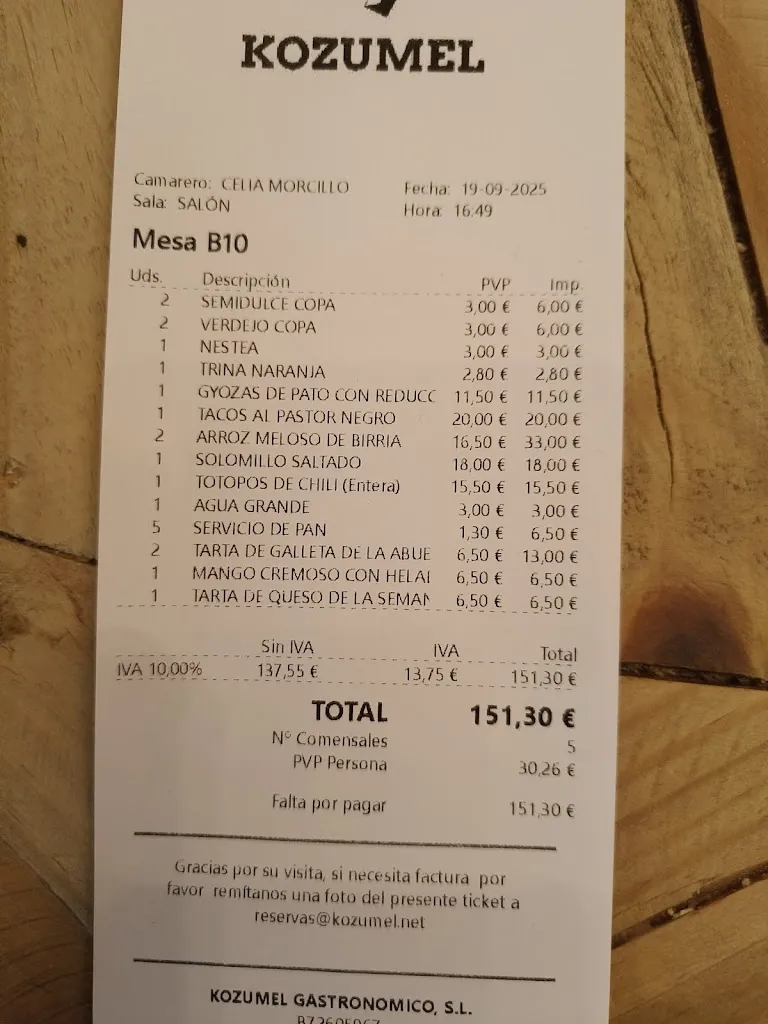 KOZUMEL
Camarero: CELIA MORCILLO Fecha: 19-09-2025
Sala: SALÓN Hora: 16:49
Mesa B10
Uds. Descripción PVP Imp.
2 SEMIDULCE COPA 3,00 € 6,00 €
2 VERDEJO COPA 3,00 € 6,00 €
1 NESTEA 3,00 € 3,00 €
1 TRINA NARANJA 2,80 € 2,80 €
1 GYOZAS DE PATO CON REDUCC 11,50 € 11,50 €
1 TACOS AL PASTOR NEGRO 20,00 € 20,00 €
2 ARROZ MELOSO DE BIRRIA 16,50 € 33,00 €
1 SOLOMILLO SALTADO 18,00 € 18,00 €
1 TOTOPOS DE CHILI (Entera) 15,50 € 15,50 €
1 AGUA GRANDE 3,00 € 3,00 €
5 SERVICIO DE PAN 1,30 € 6,50 €
2 TARTA DE GALLETA DE LA ABUE 6,50 € 13,00 €
1 MANGO CREMOSO CON HELAI 6,50 € 6,50 €
1 TARTA DE QUESO DE LA SEMAN 6,50 € 6,50 €
Sin IVA IVA Total
IVA 10,00% 137,55 € 13,75 € 151,30 €
TOTAL 151,30 €
Nº Comensales 5
PVP Persona 30,26 €
Falta por pagar 151,30 €
Gracias por su visita, si necesita factura por
favor remítanos una foto del presente ticket a
reservas@kozumel.net
KOZUMEL GASTRONOMICO, S.L.